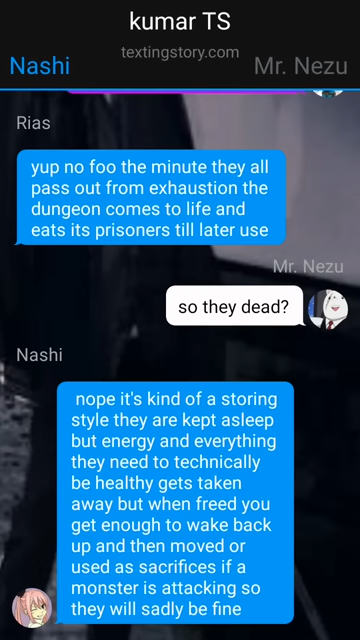 kumar TS
textingstory.com
Nashi
Mr. Nezu
Rias
yup no foo the minute they all
pass out from exhaustion the
dungeon comes to life and
eats its prisoners till later use
Mr. Nezu
so they dead?
Nashi
nope it's kind of a storing
style they are kept asleep
but energy and everything
they need to technically
be healthy gets taken
away but when freed you
get enough to wake back
up and then moved or
used as sacrifices if a
monster is attacking so
they will sadly be fine